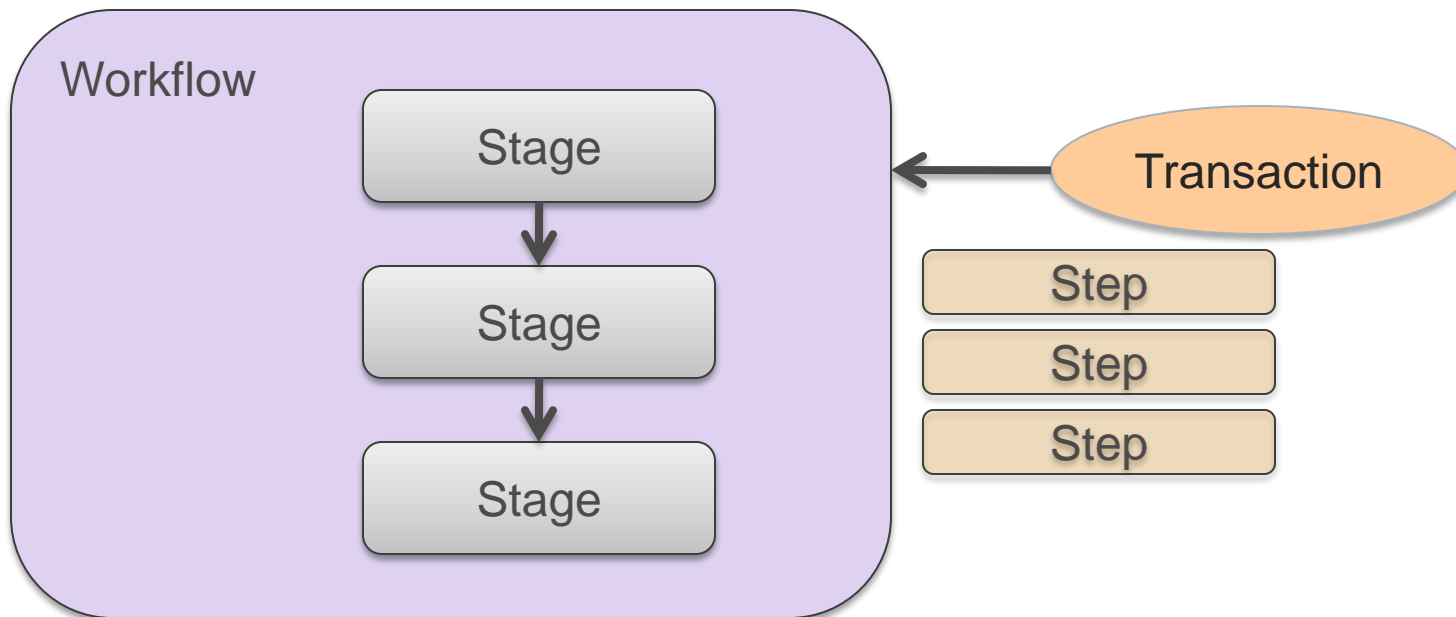 Workflow
Stage
Stage
Stage
Transaction
Step
Step
Step